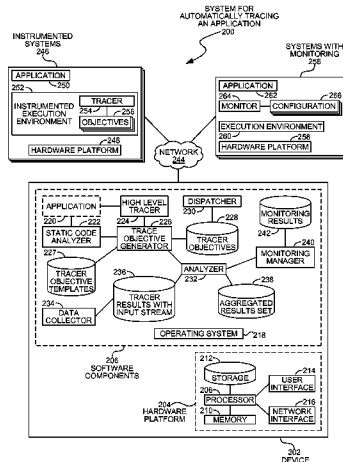 SYSTEM FOR
AUTOMATICALLY TRACING
AN APPLICATION
200
INSTRUMENTED
SYSTEMS
246
APPLICATION
250
252
INSTRUMENTED
EXECUTION
ENVIRONMENT
TRACER
254
256
OBJECTIVES
248
HARDWARE PLATFORM
SYSTEMS WITH
MONITORING
258
APPLICATION
264
262
266
MONITOR
CONFIGURATION
EXECUTION ENVIRONMENT
260
258
HARDWARE PLATFORM
NETWORK
244
APPLICATION
220
222
STATIC CODE
ANALYZER
HIGH LEVEL
TRACER
224
226
TRACE
OBJECTIVE
GENERATOR
DISPATCHER
230
228
TRACER
OBJECTIVES
MONITORING
RESULTS
242
240
MONITORING
MANAGER
227
TRACER
OBJECTIVE
TEMPLATES
236
TRACER
RESULTS WITH
INPUT STREAM
ANALYZER
232
238
AGGREGATED
RESULTS SET
234
DATA
COLLECTOR
OPERATING SYSTEM
218
206
SOFTWARE
COMPONENTS
212
STORAGE
208
PROCESSOR
210
MEMORY
214
USER
INTERFACE
216
NETWORK
INTERFACE
204
HARDWARE
PLATFORM
202
DEVICE